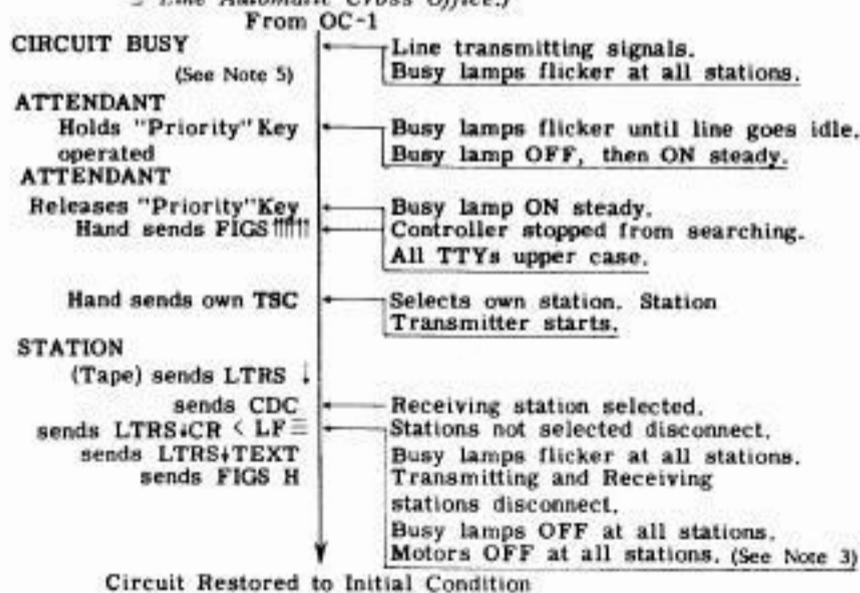 Line Automatic Cross Office.)
From OC-1
CIRCUIT BUSY
(See Note 5)
Line transmitting signals.
Busy lamps flicker at all stations.
ATTENDANT
Holds "Priority" Key
operated
Busy lamps flicker until line goes idle.
Busy lamp OFF, then ON steady.
ATTENDANT
Releases "Priority" Key
Busy lamp ON steady.
Hand sends FIGS ↑↑↑↑↑↑
Controller stopped from searching.
All TTYs upper case.
Hand sends own TSC
Selects own station. Station
Transmitter starts.
STATION
(Tape) sends LTRS ↓
sends CDC
Receiving station selected.
sends LTRS↓CR < LF ≡
Stations not selected disconnect.
sends LTRS↓TEXT
Busy lamps flicker at all stations.
sends FIGS H
Transmitting and Receiving
stations disconnect.
Busy lamps OFF at all stations.
Motors OFF at all stations. (See Note 3)
Circuit Restored to Initial Condition